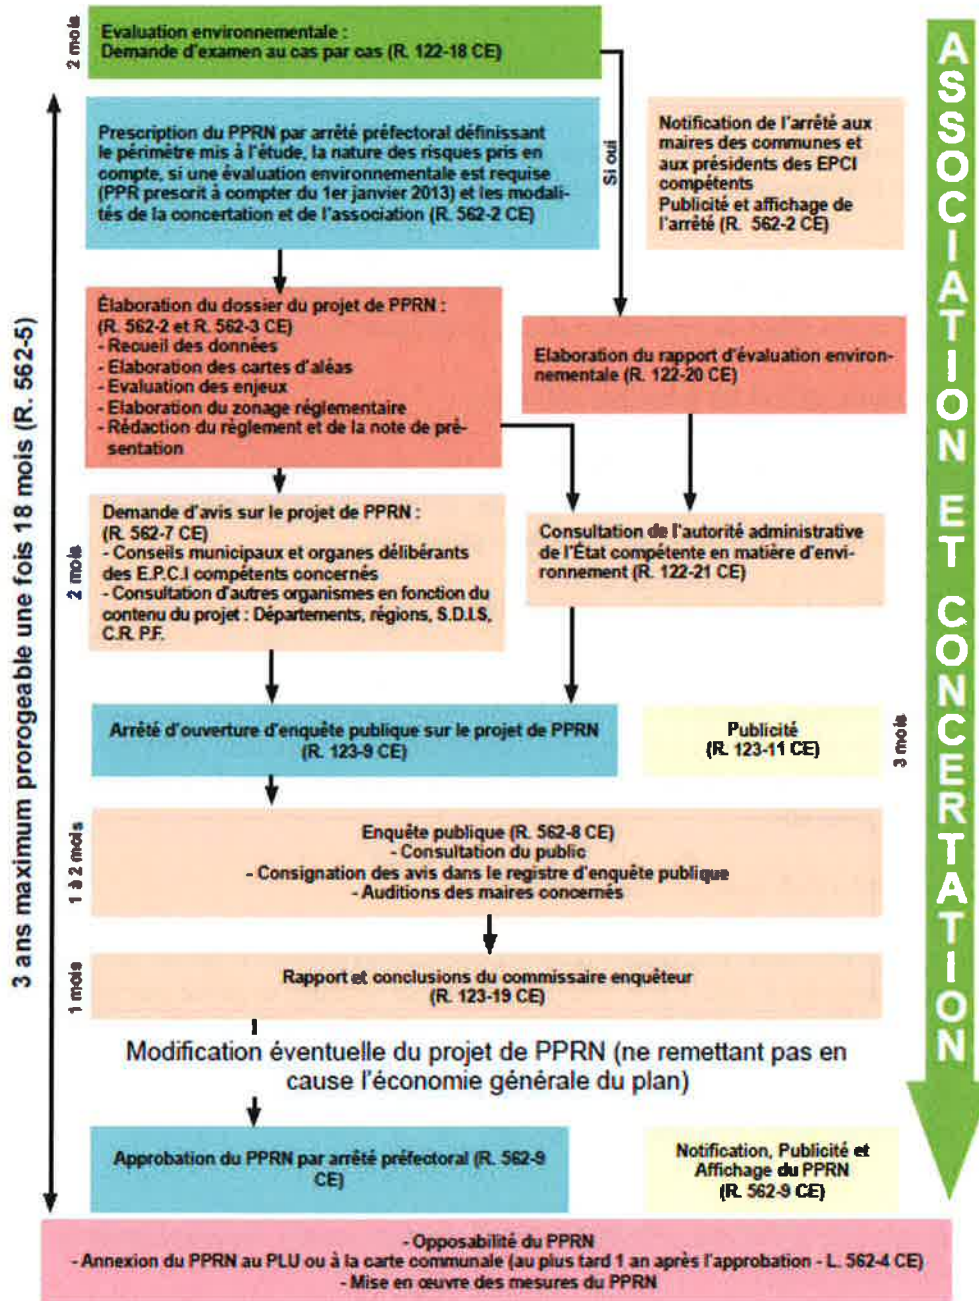 2 mois
Evaluation environnementale :
Demande d'examen au cas par cas (R. 122-18 CE)
3 ans maximum prorogeable une fois 18 mois (R. 562-5)
Prescription du PPRN par arrêté préfectoral définissant
le périmètre mis à l'étude, la nature des risques pris en
compte, si une évaluation environnementale est requise
(PPR prescrit à compter du 1er janvier 2013) et les modali-
tés de la concertation et de l'association (R. 562-2 CE)
Si oui
Notification de l'arrêté aux
maires des communes et
aux présidents des EPCI
compétents
Publicité et affichage de
l'arrêté (R. 562-2 CE)
Élaboration du dossier du projet de PPRN :
(R. 562-2 et R. 562-3 CE)
- Recueil des données
- Elaboration des cartes d'aléas
- Evaluation des enjeux
- Elaboration du zonage réglementaire
- Rédaction du règlement et de la note de pré-
sentation
Elaboration du rapport d'évaluation environ-
nementale (R. 122-20 CE)
2 mois
Demande d'avis sur le projet de PPRN :
(R. 562-7 CE)
- Conseils municipaux et organes délibérants
des E.P.C.I compétents concernés
- Consultation d'autres organismes en fonction du
contenu du projet : Départements, régions, S.D.I.S,
C.R. P.F.
Consultation de l'autorité administrative
de l'État compétente en matière d'envi-
ronnement (R. 122-21 CE)
Arrêté d'ouverture d'enquête publique sur le projet de PPRN
(R. 123-9 CE)
Publicité
(R. 123-11 CE)
3 mois
1 à 2 mois
Enquête publique (R. 562-8 CE)
- Consultation du public
- Consignation des avis dans le registre d'enquête publique
- Auditions des maires concernés
1 mois
Rapport et conclusions du commissaire enquêteur
(R. 123-19 CE)
Modification éventuelle du projet de PPRN (ne remettant pas en
cause l'économie générale du plan)
Approbation du PPRN par arrêté préfectoral (R. 562-9
CE)
Notification, Publicité et
Affichage du PPRN
(R. 562-9 CE)
- Opposabilité du PPRN
- Annexion du PPRN au PLU ou à la carte communale (au plus tard 1 an après l'approbation - L. 562-4 CE)
- Mise en œuvre des mesures du PPRN
ASSOCIATION ET CONCERTATION